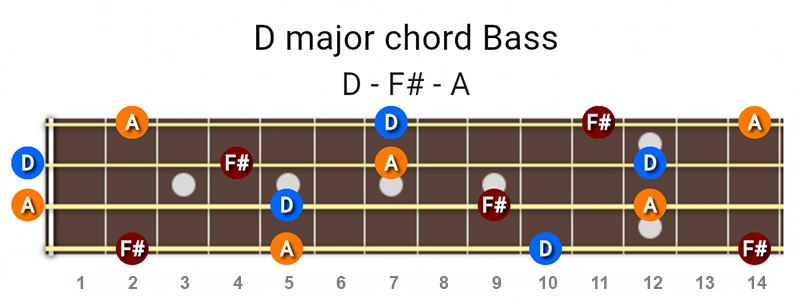 D major chord Bass
D - F# - A
A D F# A
D F# A D
A D F# A
F# A D F#
1 2 3 4 5 6 7 8 9 10 11 12 13 14